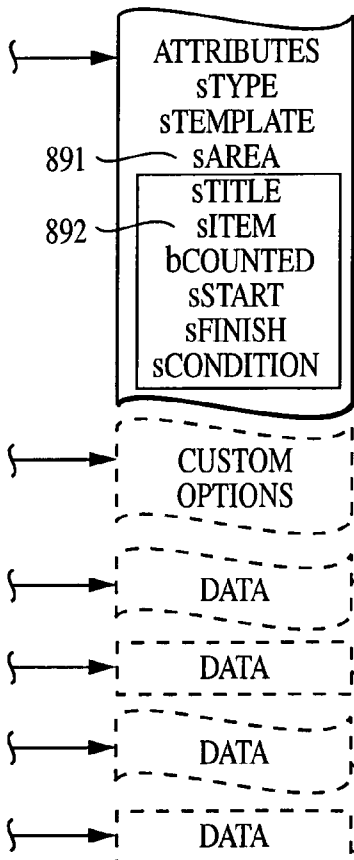 ATTRIBUTES
sTYPE
sTEMPLATE
891 sAREA
sTITLE
892 sITEM
bCOUNTED
sSTART
sFINISH
sCONDITION
CUSTOM
OPTIONS
DATA
DATA
DATA
DATA